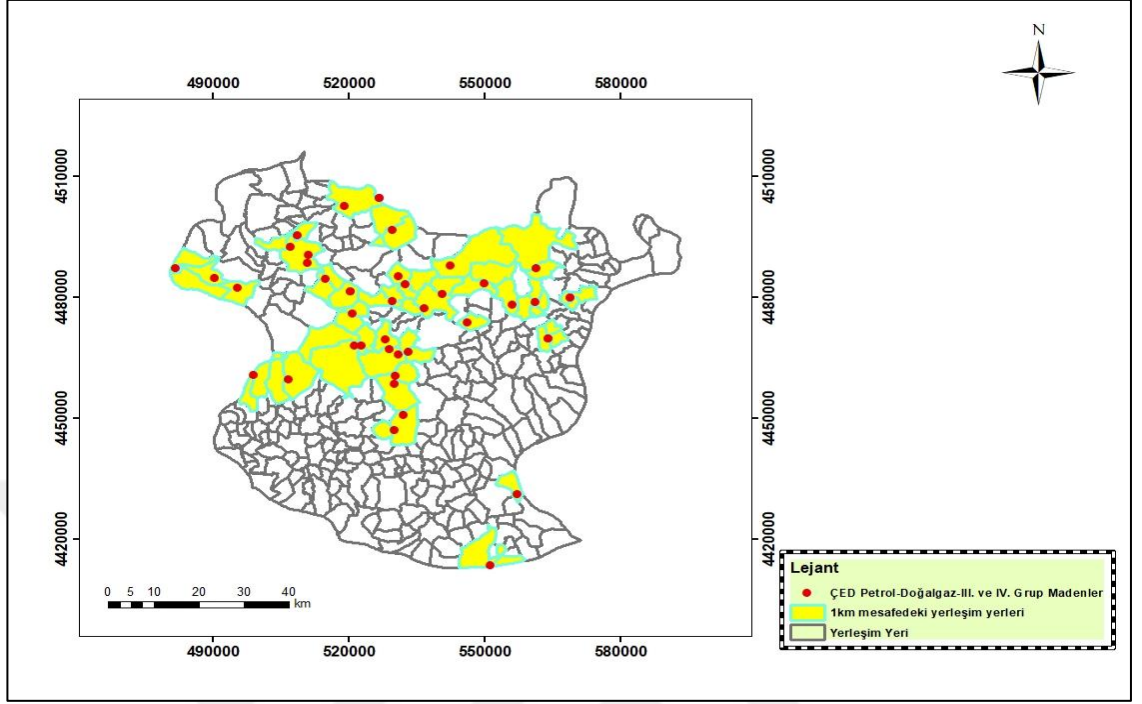 N
490000 520000 550000 580000
4510000 4510000
4480000 4480000
4450000 4450000
4420000 4420000
0 5 10 20 30 40
km
490000 520000 550000 580000
Lejant
ÇED Petrol-Doğalgaz-III. ve IV. Grup Madenler
1km mesafedeki yerleşim yerleri
Yerleşim Yeri